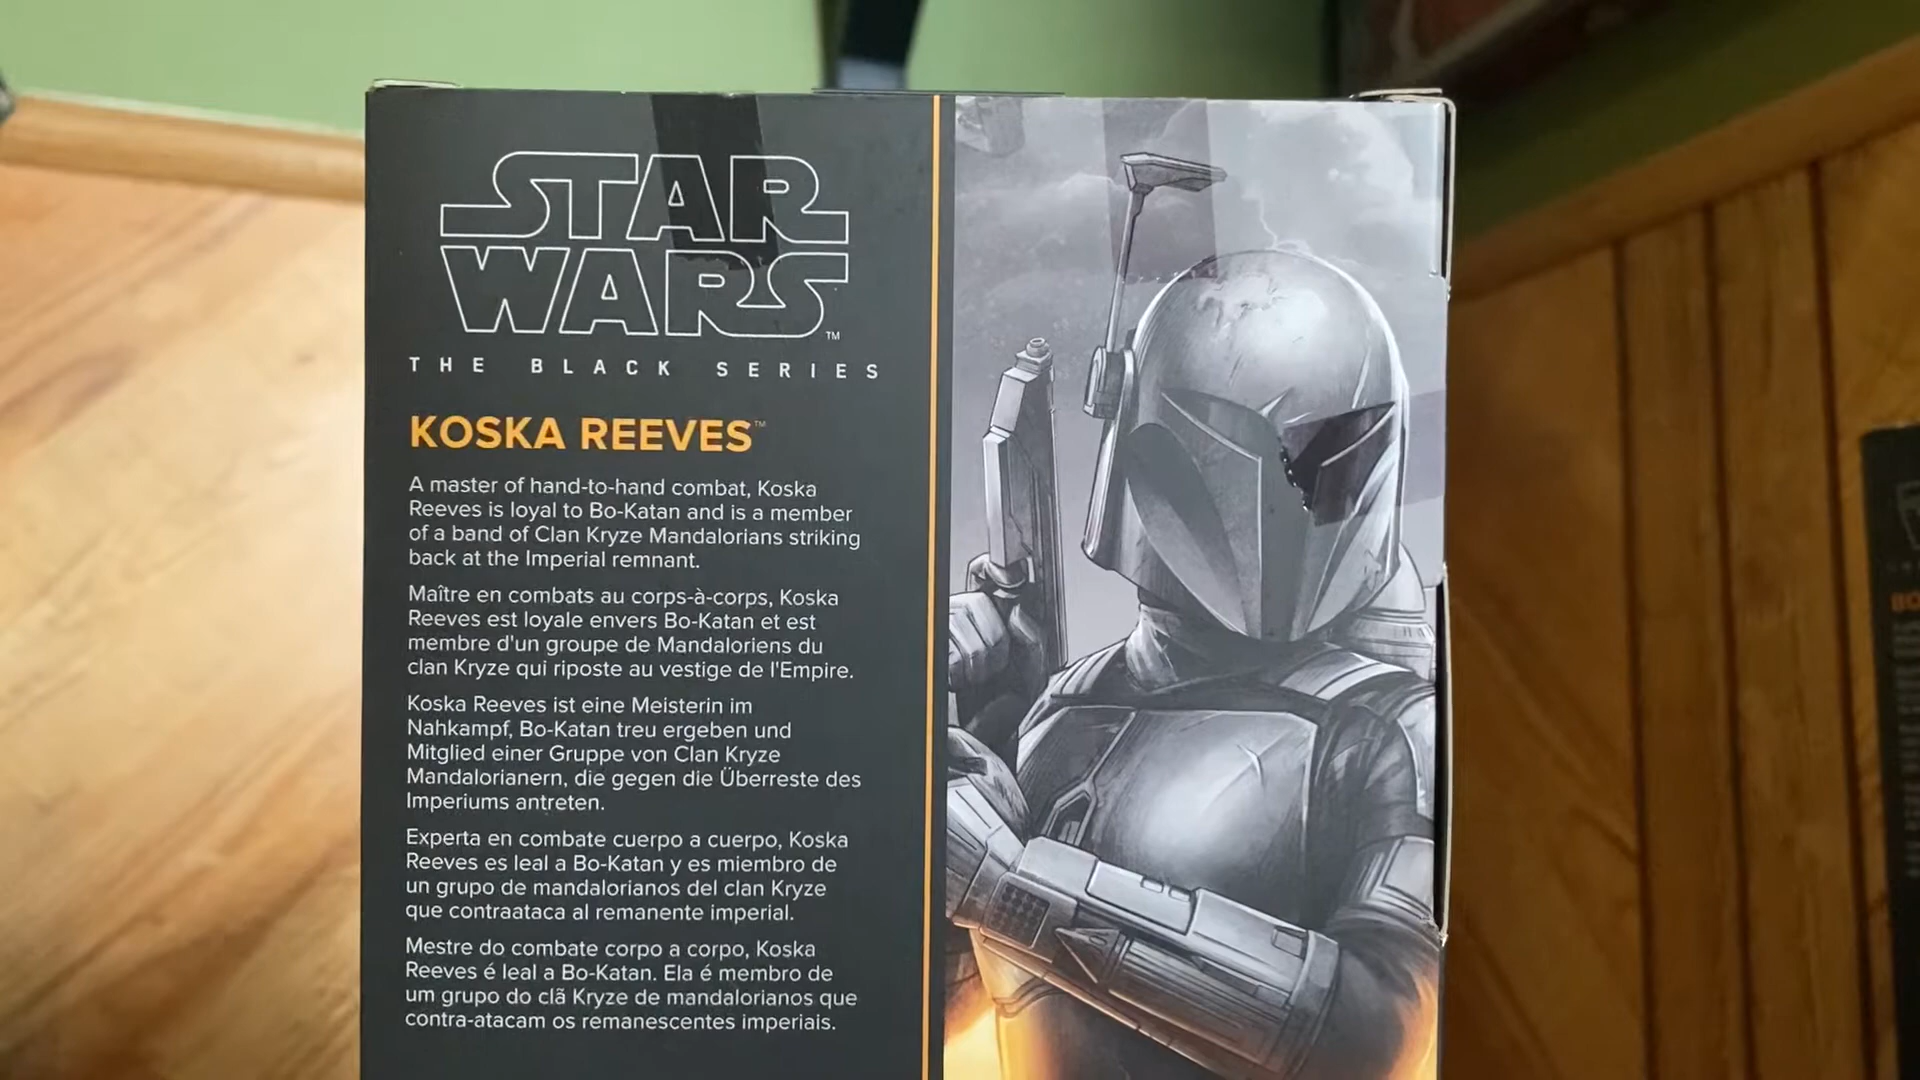 STAR
WARS™
THE BLACK SERIES
KOSKA REEVES™
A master of hand-to-hand combat, Koska
Reeves is loyal to Bo-Katan and is a member
of a band of Clan Kryze Mandalorians striking
back at the Imperial remnant.
Maître en combats au corps-à-corps, Koska
Reeves est loyale envers Bo-Katan et est
membre d'un groupe de Mandaloriens du
clan Kryze qui riposte au vestige de l'Empire.
Koska Reeves ist eine Meisterin im
Nahkampf, Bo-Katan treu ergeben und
Mitglied einer Gruppe von Clan Kryze
Mandalorianern, die gegen die Überreste des
Imperiums antreten.
Experta en combate cuerpo a cuerpo, Koska
Reeves es leal a Bo-Katan y es miembro de
un grupo de mandalorianos del clan Kryze
que contraataca al remanente imperial.
Mestre do combate corpo a corpo, Koska
Reeves é leal a Bo-Katan. Ela é membro de
um grupo do clã Kryze de mandalorianos que
contra-atacam os remanescentes imperiais.
BO